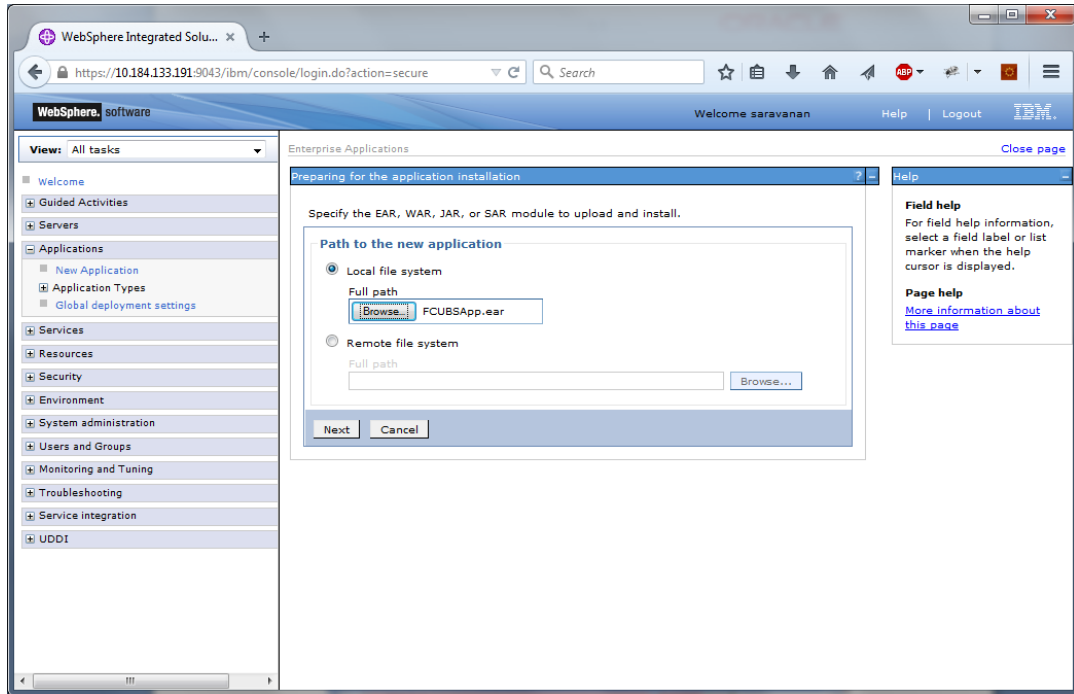 WebSphere Integrated Solu... × +
https://10.184.133.191:9043/ibm/console/login.do?action=secure
Search
ABP
WebSphere. software
Welcome saravanan
Help | Logout
IBM.
View: All tasks
Welcome
Guided Activities
Servers
Applications
New Application
Application Types
Global deployment settings
Services
Resources
Security
Environment
System administration
Users and Groups
Monitoring and Tuning
Troubleshooting
Service integration
UDDI
Enterprise Applications
Close page
Preparing for the application installation
? -
Specify the EAR, WAR, JAR, or SAR module to upload and install.
Path to the new application
Local file system
Full path
Browse... FCUBSApp.ear
Remote file system
Full path
Browse...
Next Cancel
Help
Field help
For field help information,
select a field label or list
marker when the help
cursor is displayed.
Page help
More information about
this page